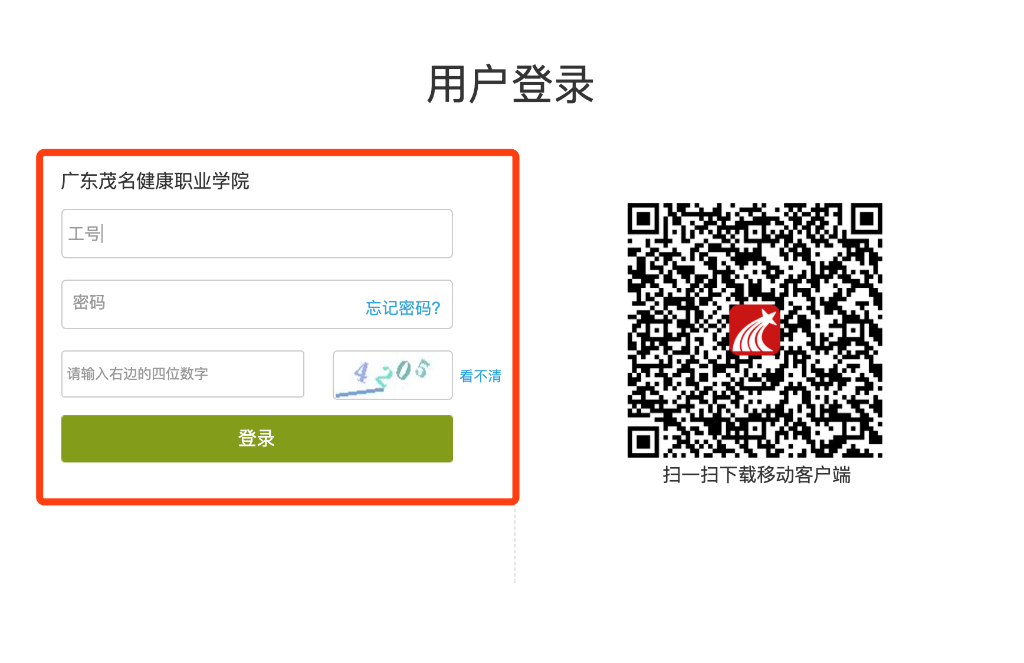 用户登录
广东茂名健康职业学院
工号
密码
忘记密码?
请输入右边的四位数字
4205
看不清
登录
扫一扫下载移动客户端